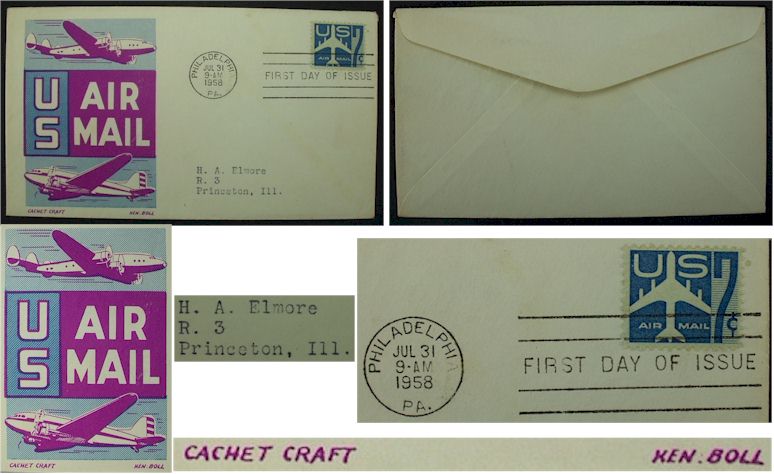 US
7¢
AIR MAIL
PHILADELPHIA
JUL 31
9-AM
1958
PA.
FIRST DAY OF ISSUE
US
AIR
MAIL
H. A. Elmore
R. 3
Princeton, Ill.
CACHET CRAFT
KEN. BOLL
US
AIR
MAIL
CACHET CRAFT
KEN. BOLL
H. A. Elmore
R. 3
Princeton, Ill.
US
7¢
AIR MAIL
PHILADELPHIA
JUL 31
9-AM
1958
PA.
FIRST DAY OF ISSUE
CACHET CRAFT
KEN. BOLL